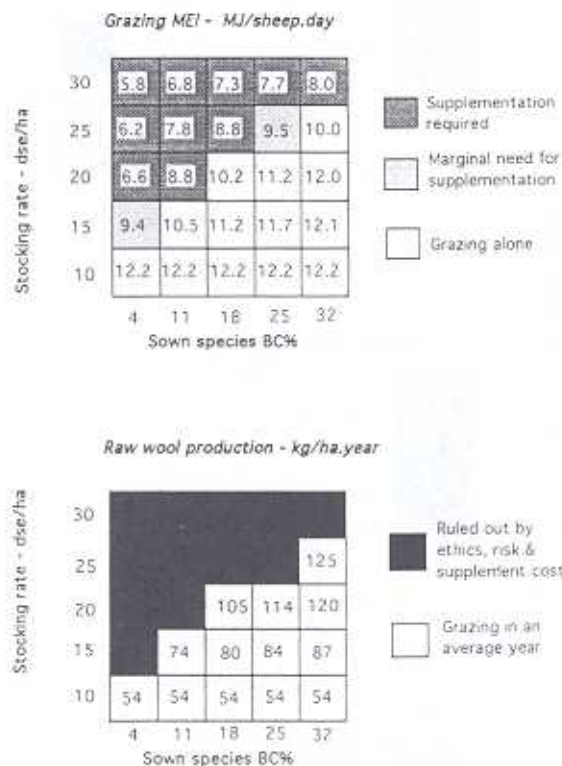 Grazing MEI - MJ/sheep.day
Stocking rate - dse/ha
30 5.8 6.8 7.3 7.7 8.0
25 6.2 7.8 8.8 9.5 10.0
20 6.6 8.8 10.2 11.2 12.0
15 9.4 10.5 11.2 11.7 12.1
10 12.2 12.2 12.2 12.2 12.2
4 11 18 25 32
Sown species BC%
Supplementation
required
Marginal need for
supplementation
Grazing alone
Raw wool production - kg/ha.year
Stocking rate - dse/ha
30
25 125
20 105 114 120
15 74 80 84 87
10 54 54 54 54 54
4 11 18 25 32
Sown species BC%
Ruled out by
ethics, risk &
supplement cost
Grazing in an
average year